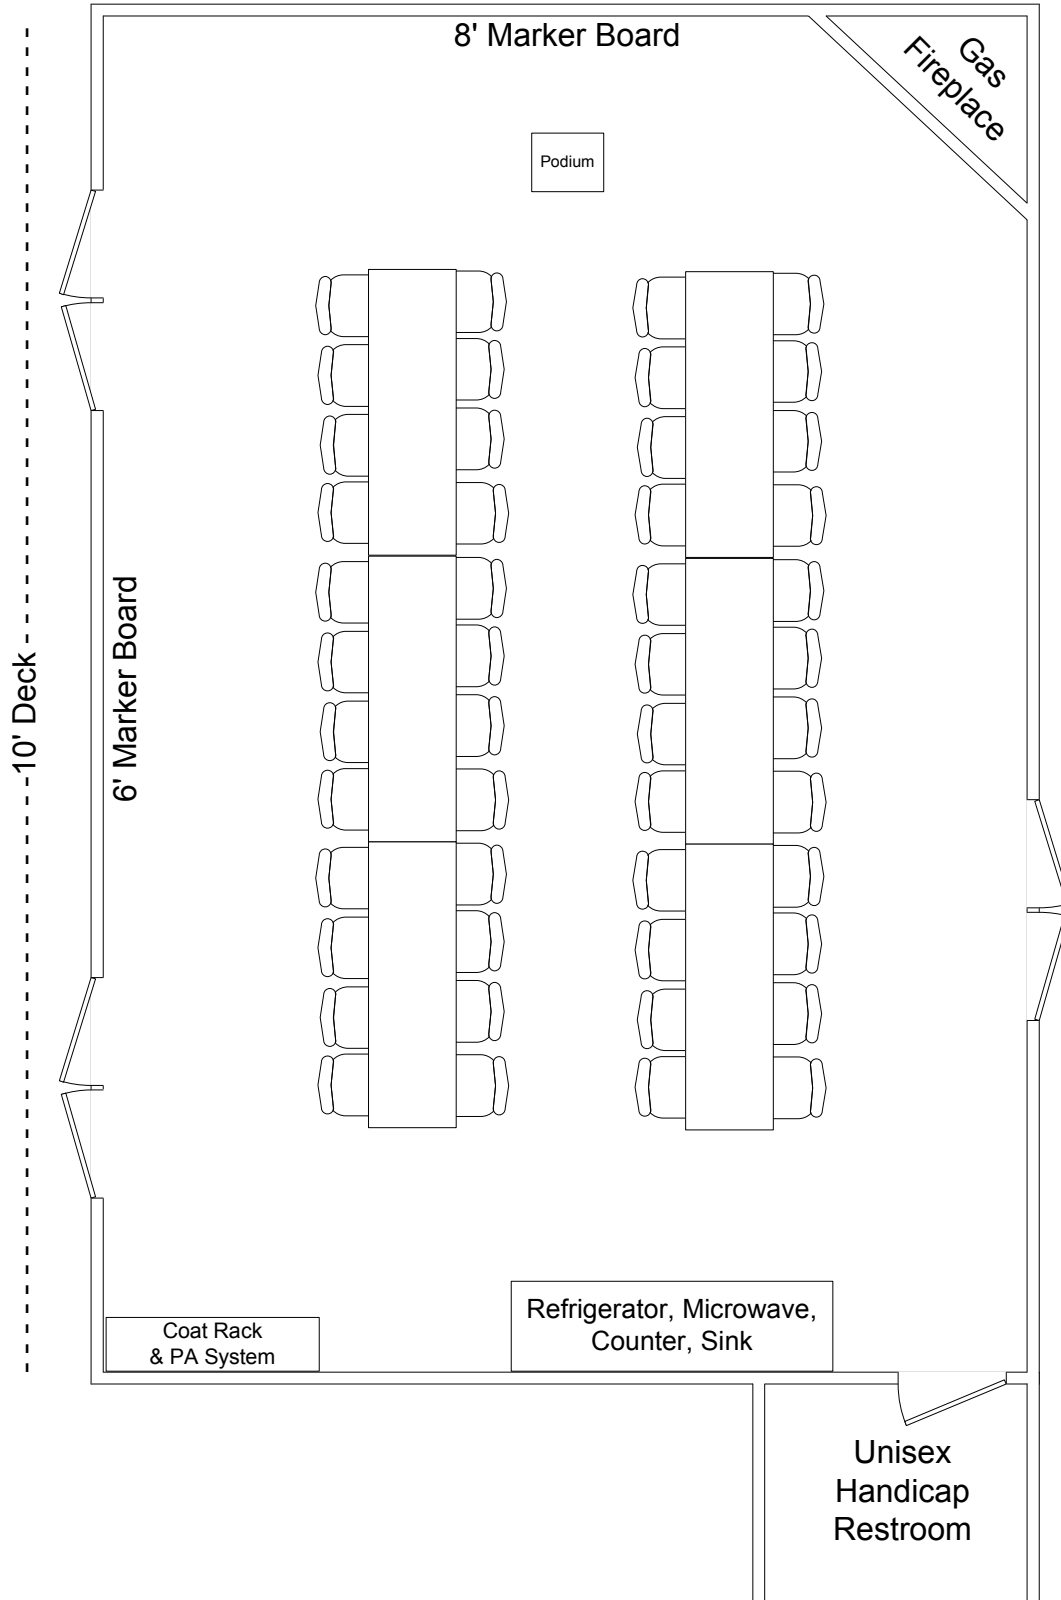 8' Marker Board
Gas
Fireplace
Podium
10' Deck
6' Marker Board
Coat Rack
& PA System
Refrigerator, Microwave,
Counter, Sink
Unisex
Handicap
Restroom